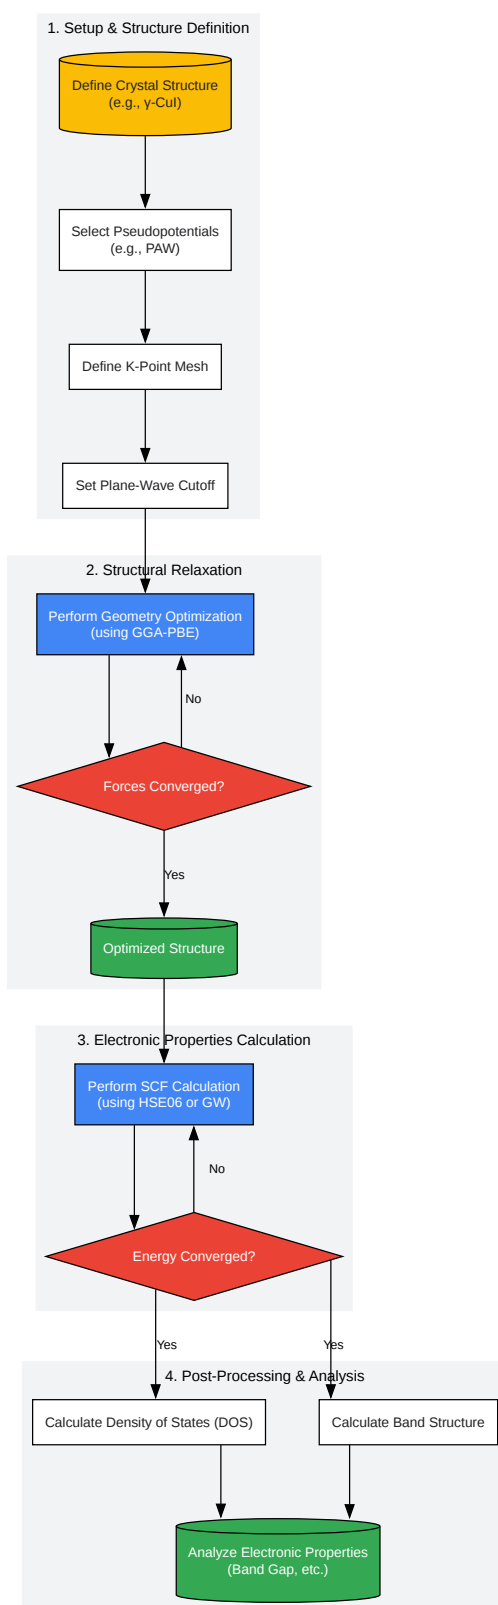 1. Setup & Structure Definition
Define Crystal Structure
(e.g., γ-CuI)
Select Pseudopotentials
(e.g., PAW)
Define K-Point Mesh
Set Plane-Wave Cutoff
2. Structural Relaxation
Perform Geometry Optimization
(using GGA-PBE)
No
Forces Converged?
Yes
Optimized Structure
3. Electronic Properties Calculation
Perform SCF Calculation
(using HSE06 or GW)
No
Energy Converged?
Yes
Yes
4. Post-Processing & Analysis
Calculate Density of States (DOS)
Calculate Band Structure
Analyze Electronic Properties
(Band Gap, etc.)